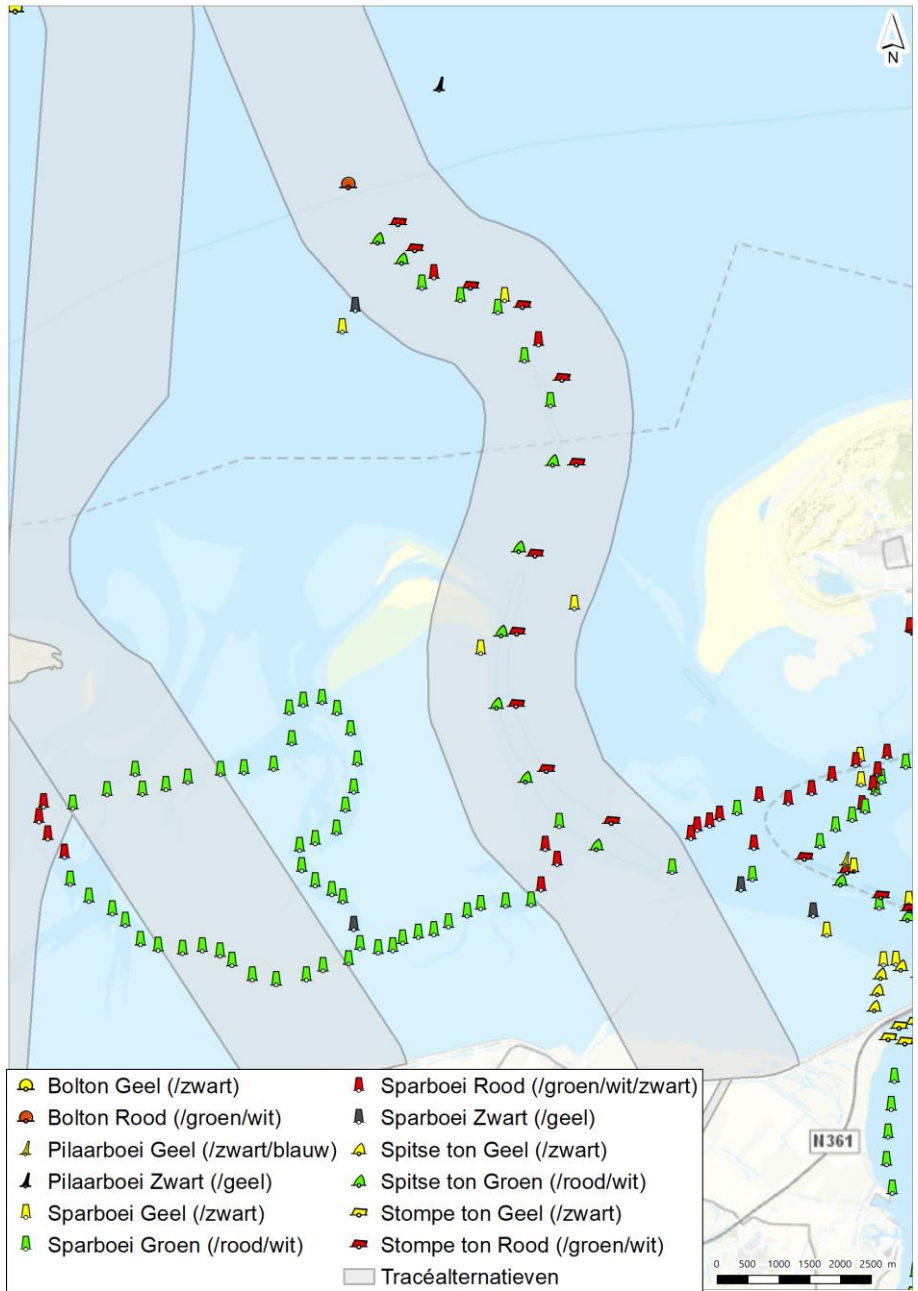 N
Bolton Geel (/zwart)
Bolton Rood (/groen/wit)
Pilaarboei Geel (/zwart/blauw)
Pilaarboei Zwart (/geel)
Sparboei Geel (/zwart)
Sparboei Groen (/rood/wit)
Sparboei Rood (/groen/wit/zwart)
Sparboei Zwart (/geel)
Spitse ton Geel (/zwart)
Spitse ton Groen (/rood/wit)
Stompe ton Geel (/zwart)
Stompe ton Rood (/groen/wit)
Tracéalternatieven
N361
0 500 1000 1500 2000 2500 m